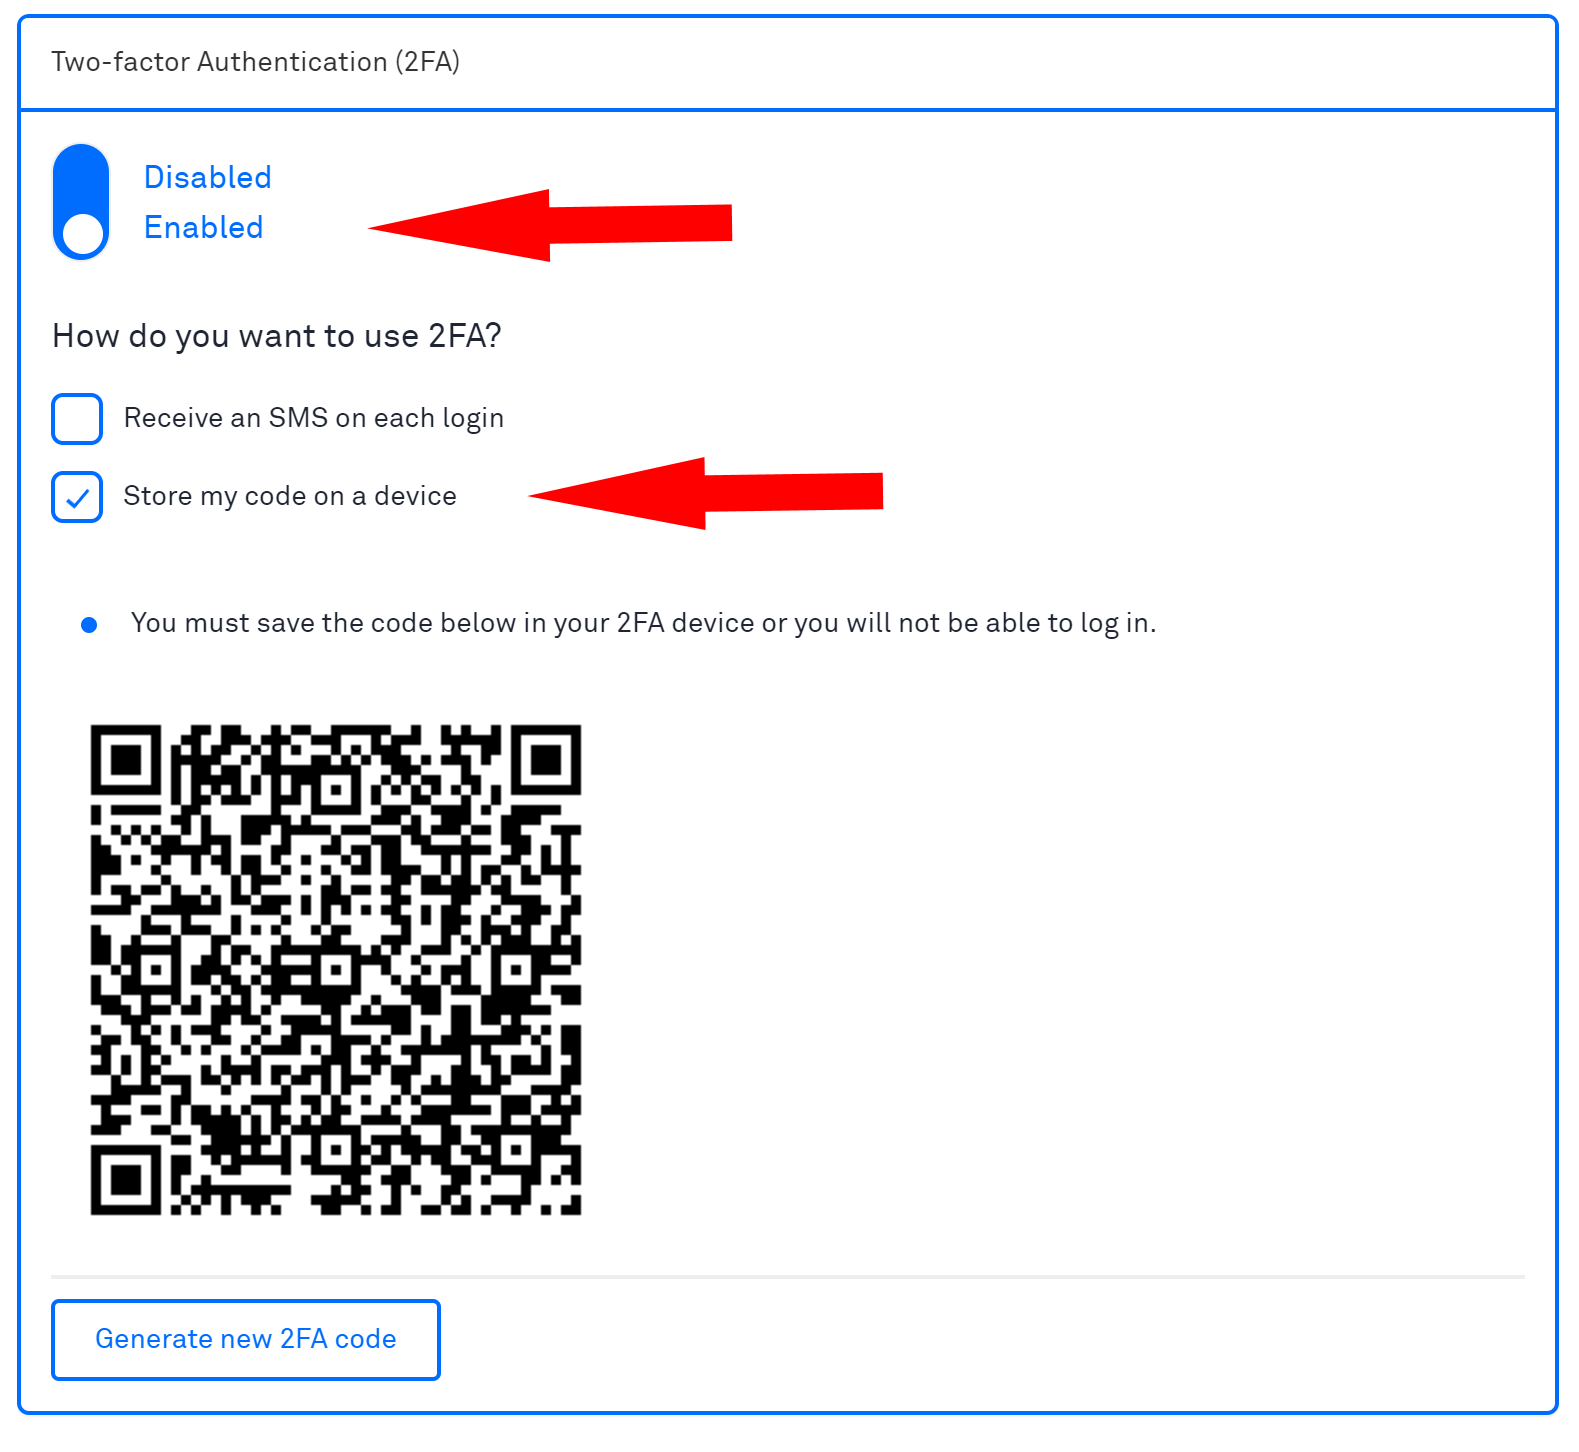 Two-factor Authentication (2FA)
Disabled
Enabled
How do you want to use 2FA?
Receive an SMS on each login
Store my code on a device
You must save the code below in your 2FA device or you will not be able to log in.
Generate new 2FA code